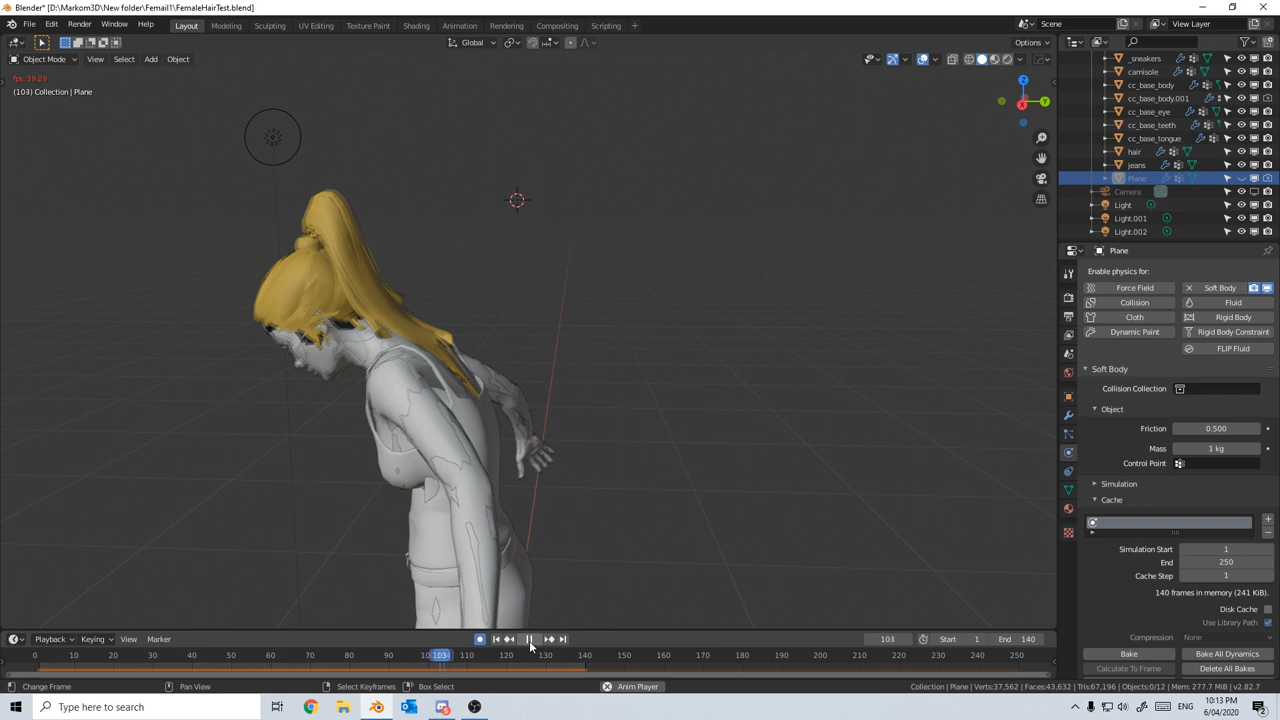 Blender* [D:\Markom3D\New folder\Femail1\FemaleHairTest.blend]
File Edit Render Window Help Layout Modeling Sculpting UV Editing Texture Paint Shading Animation Rendering Compositing Scripting + Scene View Layer
Global Options
Object Mode View Select Add Object
fps: 39.29
(103) Collection | Plane
_sneakers
camisole
cc_base_body
cc_base_body.001
cc_base_eye
cc_base_teeth
cc_base_tongue
hair
jeans
Plane
Camera
Light
Light.001
Light.002
Z
Y
X
Plane
Enable physics for:
Force Field Soft Body
Collision Fluid
Cloth Rigid Body
Dynamic Paint Rigid Body Constraint
FLIP Fluid
Soft Body
Collision Collection
Object
Friction 0.500
Mass 1 kg
Control Point
Simulation
Cache
Simulation Start 1
End 250
Cache Step 1
140 frames in memory (241 KiB).
Disk Cache
Use Library Path
Compression None
Bake Bake All Dynamics
Calculate To Frame Delete All Bakes
Playback Keying View Marker 103 Start 1 End 140
0 10 20 30 40 50 60 70 80 90 103 110 120 130 140 150 160 170 180 190 200 210 220 230 240 250
Change Frame Pan View Select Keyframes Box Select Anim Player Collection | Plane | Verts:37,562 | Faces:43,632 | Tris:67,196 | Objects:0/12 | Mem: 277.7 MiB | v2.82.7
Type here to search
10:13 PM
6/04/2020
2